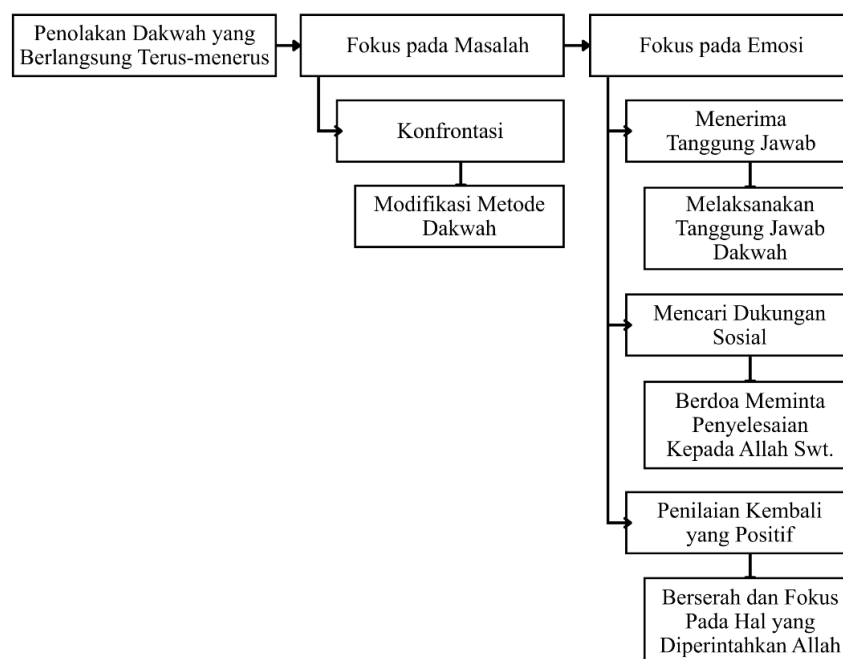 Penolakan Dakwah yang
Berlangsung Terus-menerus
Fokus pada Masalah
Konfrontasi
Modifikasi Metode
Dakwah
Fokus pada Emosi
Menerima
Tanggung Jawab
Melaksanakan
Tanggung Jawab
Dakwah
Mencari Dukungan
Sosial
Berdoa Meminta
Penyelesaian
Kepada Allah Swt.
Penilaian Kembali
yang Positif
Berserah dan Fokus
Pada Hal yang
Diperintahkan Allah